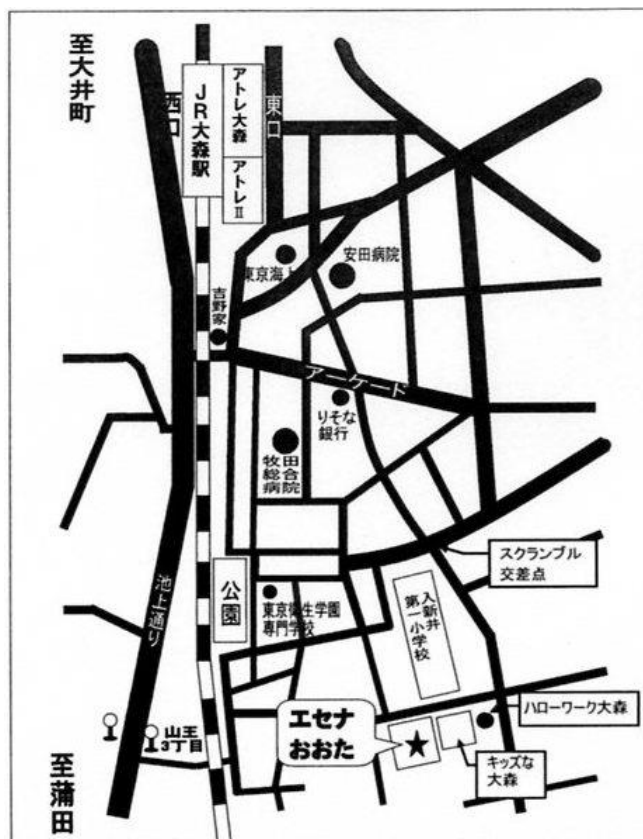 至大井町
西口
JR大森駅
アトレ大森
アトレⅡ
東口
東京海上
安田病院
吉野家
アーケード
りそな
銀行
牧田
総合
病院
スクランブル
交差点
公園
東京衛生学園
専門学校
入新井
第一小学校
池上通り
ハローワーク大森
エセナ
おおた
キッズな
大森
山王
3丁目
至蒲田